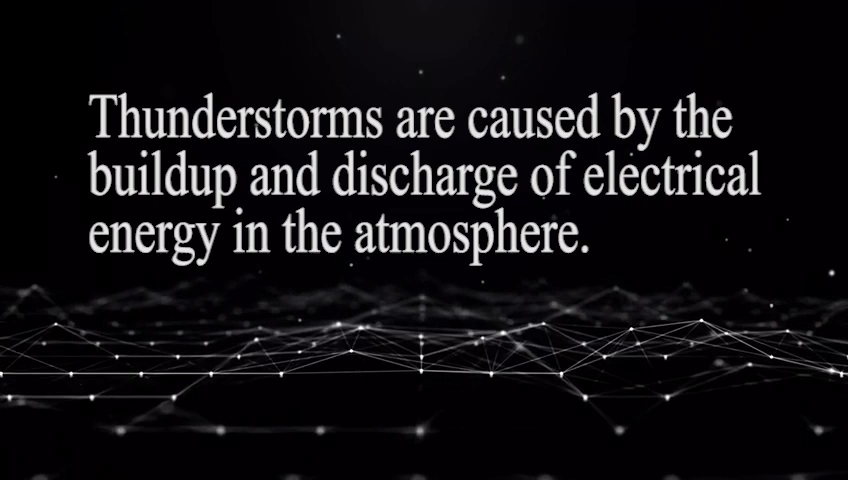 Thunderstorms are caused by the
buildup and discharge of electrical
energy in the atmosphere.